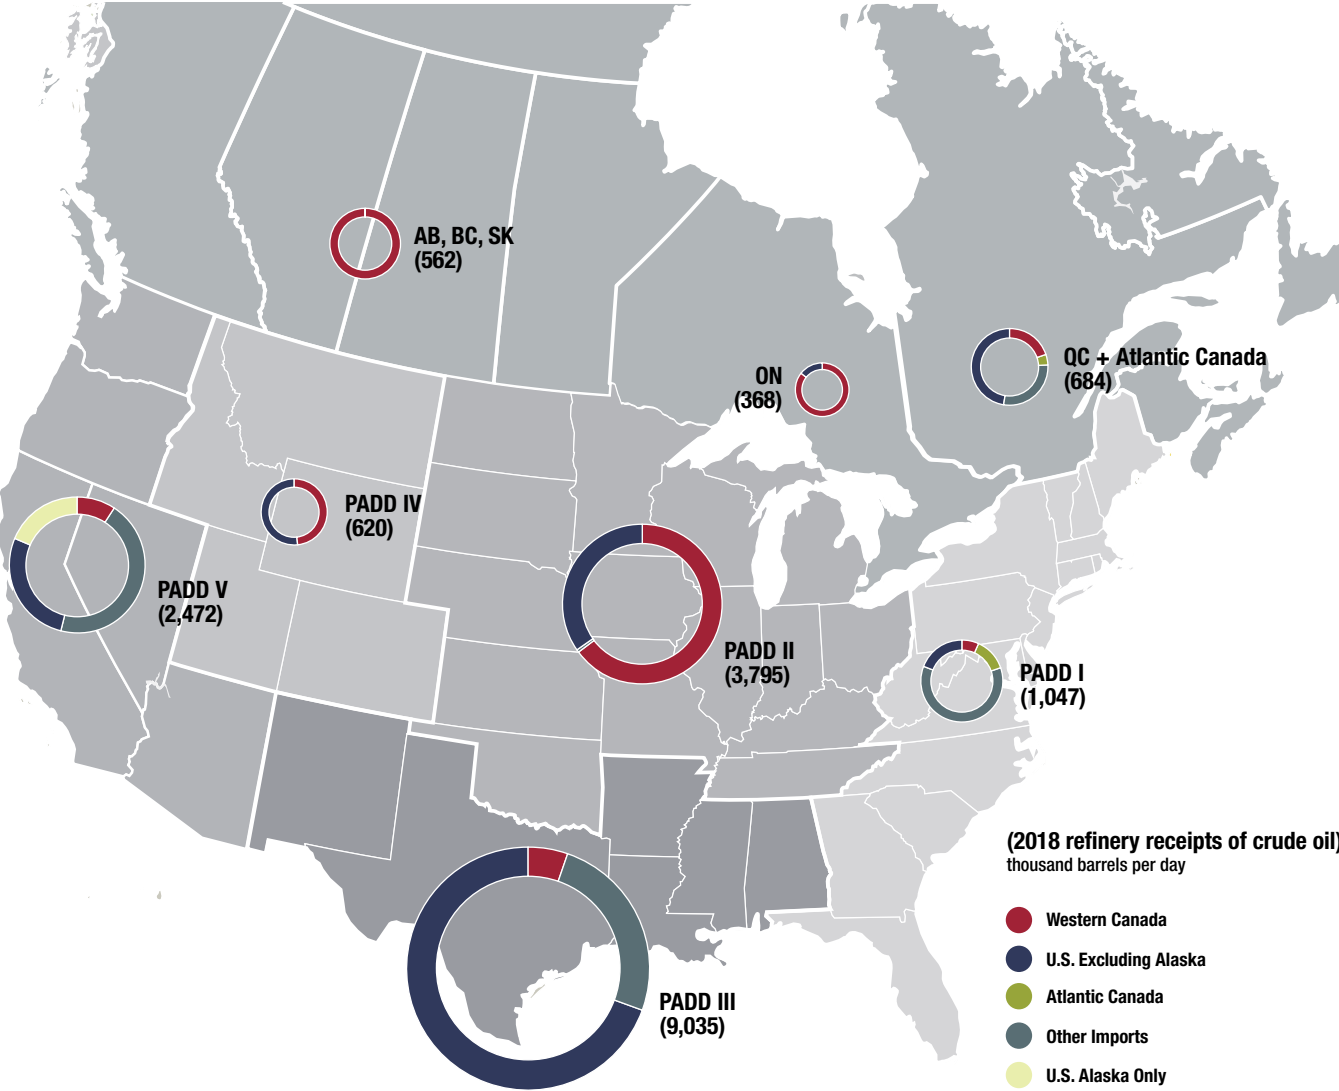 AB, BC, SK
(562)
ON
(368)
QC + Atlantic Canada
(684)
PADD IV
(620)
PADD V
(2,472)
PADD II
(3,795)
PADD I
(1,047)
PADD III
(9,035)
(2018 refinery receipts of crude oil)
thousand barrels per day
Western Canada
U.S. Excluding Alaska
Atlantic Canada
Other Imports
U.S. Alaska Only